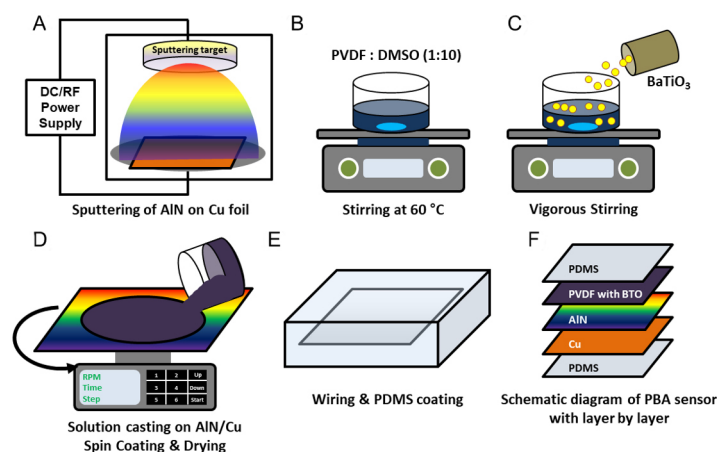 A
Sputtering target
DC/RF
Power
Supply
Sputtering of AlN on Cu foil
B
PVDF : DMSO (1:10)
Stirring at 60 °C
C
BaTiO3
Vigorous Stirring
D
RPM
Time
Step
1 2 Up
3 4 Down
5 6 Start
Solution casting on AlN/Cu
Spin Coating & Drying
E
Wiring & PDMS coating
F
PDMS
PVDF with BTO
AlN
Cu
PDMS
Schematic diagram of PBA sensor
with layer by layer